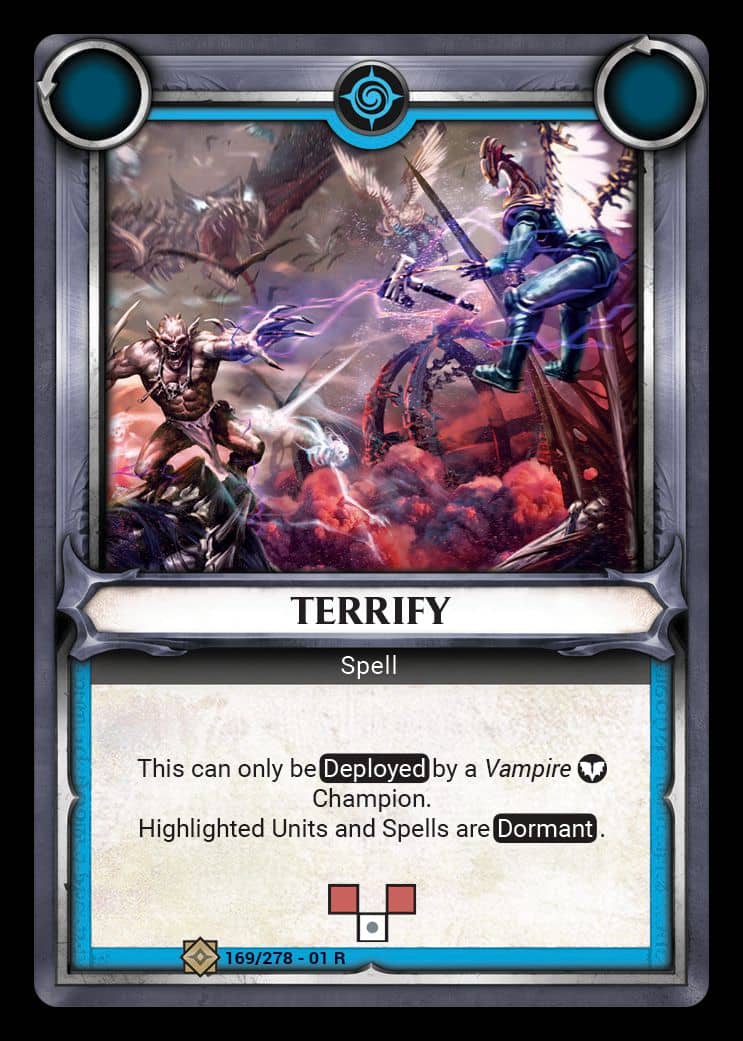 TERRIFY
Spell
This can only be Deployed by a Vampire
Champion.
Highlighted Units and Spells are Dormant.
169/278 - 01 R